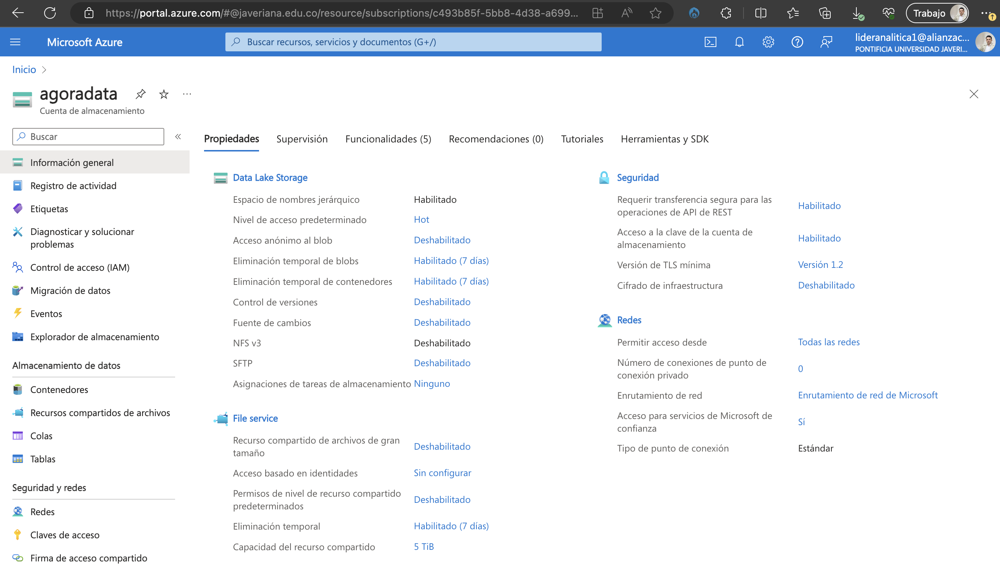 https://portal.azure.com/#@javeriana.edu.co/resource/subscriptions/c493b85f-5bb8-4d38-a699...
Trabajo
Microsoft Azure
Buscar recursos, servicios y documentos (G+/)
lideranalitica1@alianzac...
PONTIFICIA UNIVERSIDAD JAVERI...
Inicio
agoradata
Cuenta de almacenamiento
Buscar
Información general
Registro de actividad
Etiquetas
Diagnosticar y solucionar
problemas
Control de acceso (IAM)
Migración de datos
Eventos
Explorador de almacenamiento
Almacenamiento de datos
Contenedores
Recursos compartidos de archivos
Colas
Tablas
Seguridad y redes
Redes
Claves de acceso
Firma de acceso compartido
Propiedades Supervisión Funcionalidades (5) Recomendaciones (0) Tutoriales Herramientas y SDK
Data Lake Storage
Espacio de nombres jerárquico Habilitado
Nivel de acceso predeterminado Hot
Acceso anónimo al blob Deshabilitado
Eliminación temporal de blobs Habilitado (7 días)
Eliminación temporal de contenedores Habilitado (7 días)
Control de versiones Deshabilitado
Fuente de cambios Deshabilitado
NFS v3 Deshabilitado
SFTP Deshabilitado
Asignaciones de tareas de almacenamiento Ninguno
File service
Recurso compartido de archivos de gran
tamaño
Deshabilitado
Acceso basado en identidades Sin configurar
Permisos de nivel de recurso compartido
predeterminados
Deshabilitado
Eliminación temporal Habilitado (7 días)
Capacidad del recurso compartido 5 TiB
Seguridad
Requerir transferencia segura para las
operaciones de API de REST
Habilitado
Acceso a la clave de la cuenta de
almacenamiento
Habilitado
Versión de TLS mínima Versión 1.2
Cifrado de infraestructura Deshabilitado
Redes
Permitir acceso desde Todas las redes
Número de conexiones de punto de
conexión privado
0
Enrutamiento de red Enrutamiento de red de Microsoft
Acceso para servicios de Microsoft de
confianza
Sí
Tipo de punto de conexión Estándar